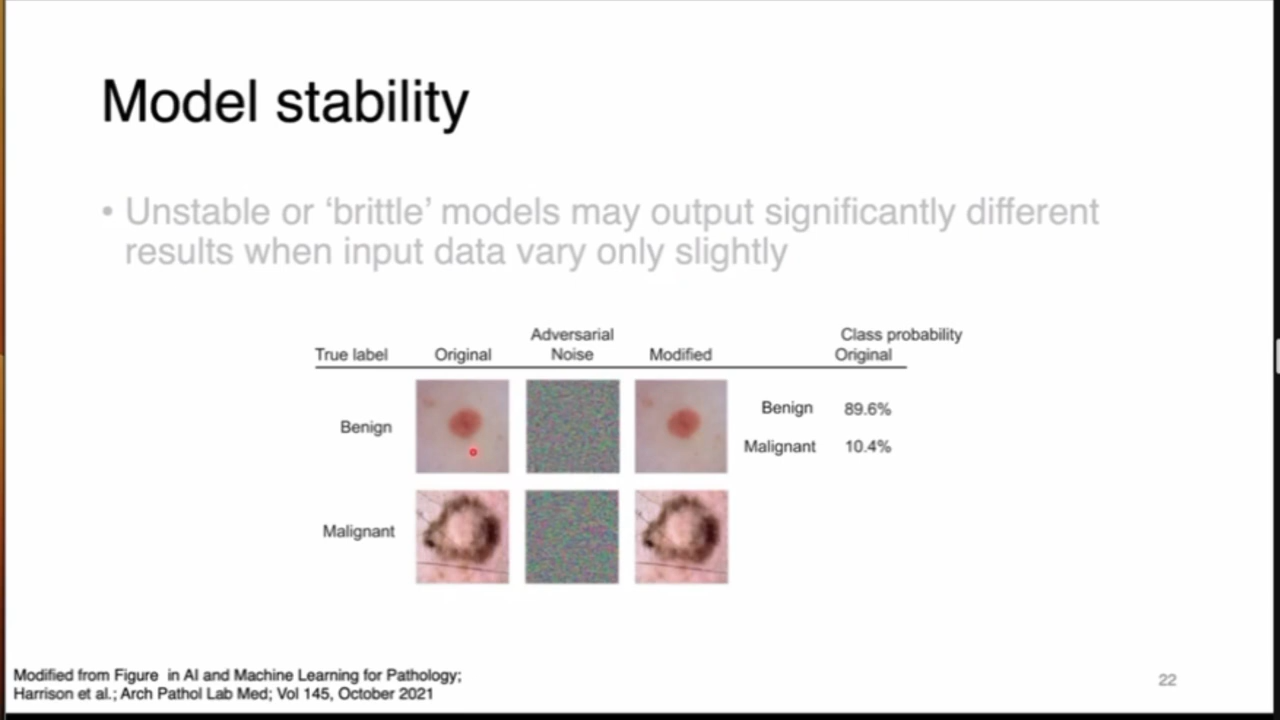 Model stability
• Unstable or ‘brittle’ models may output significantly different
results when input data vary only slightly
Adversarial Class probability
True label Original Noise Modified Original
Benign Benign 89.6%
Malignant 10.4%
Malignant
Modified from Figure in AI and Machine Learning for Pathology;
Harrison et al.; Arch Pathol Lab Med; Vol 145, October 2021
22